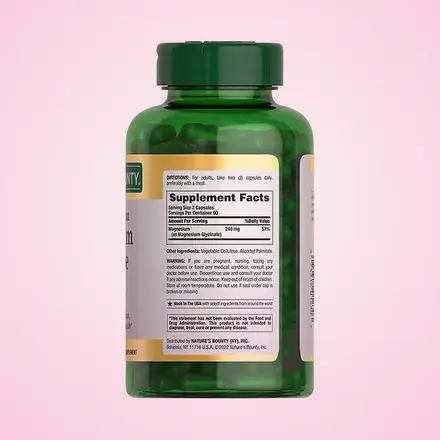 DIRECTIONS: For adults, take two (2) capsules daily,
preferably with a meal.
Supplement Facts
Serving Size 2 Capsules
Servings Per Container 90
Amount Per Serving %Daily Value
Magnesium 240 mg 57%
(as Magnesium Glycinate)
Other Ingredients: Vegetable Cellulose, Ascorbyl Palmitate.
WARNING: If you are pregnant, nursing, taking any
medications or have any medical condition, consult your
doctor before use. Discontinue use and consult your doctor
if any adverse reactions occur. Keep out of reach of children.
Store at room temperature. Do not use if seal under cap is
broken or missing.
★ Made In The USA with select ingredients from around the world
*This statement has not been evaluated by the Food and
Drug Administration. This product is not intended to
diagnose, treat, cure or prevent any disease.
Distributed by NATURE'S BOUNTY (NY), INC.
Bohemia, NY 11716 U.S.A. ©2022 Nature's Bounty, Inc.